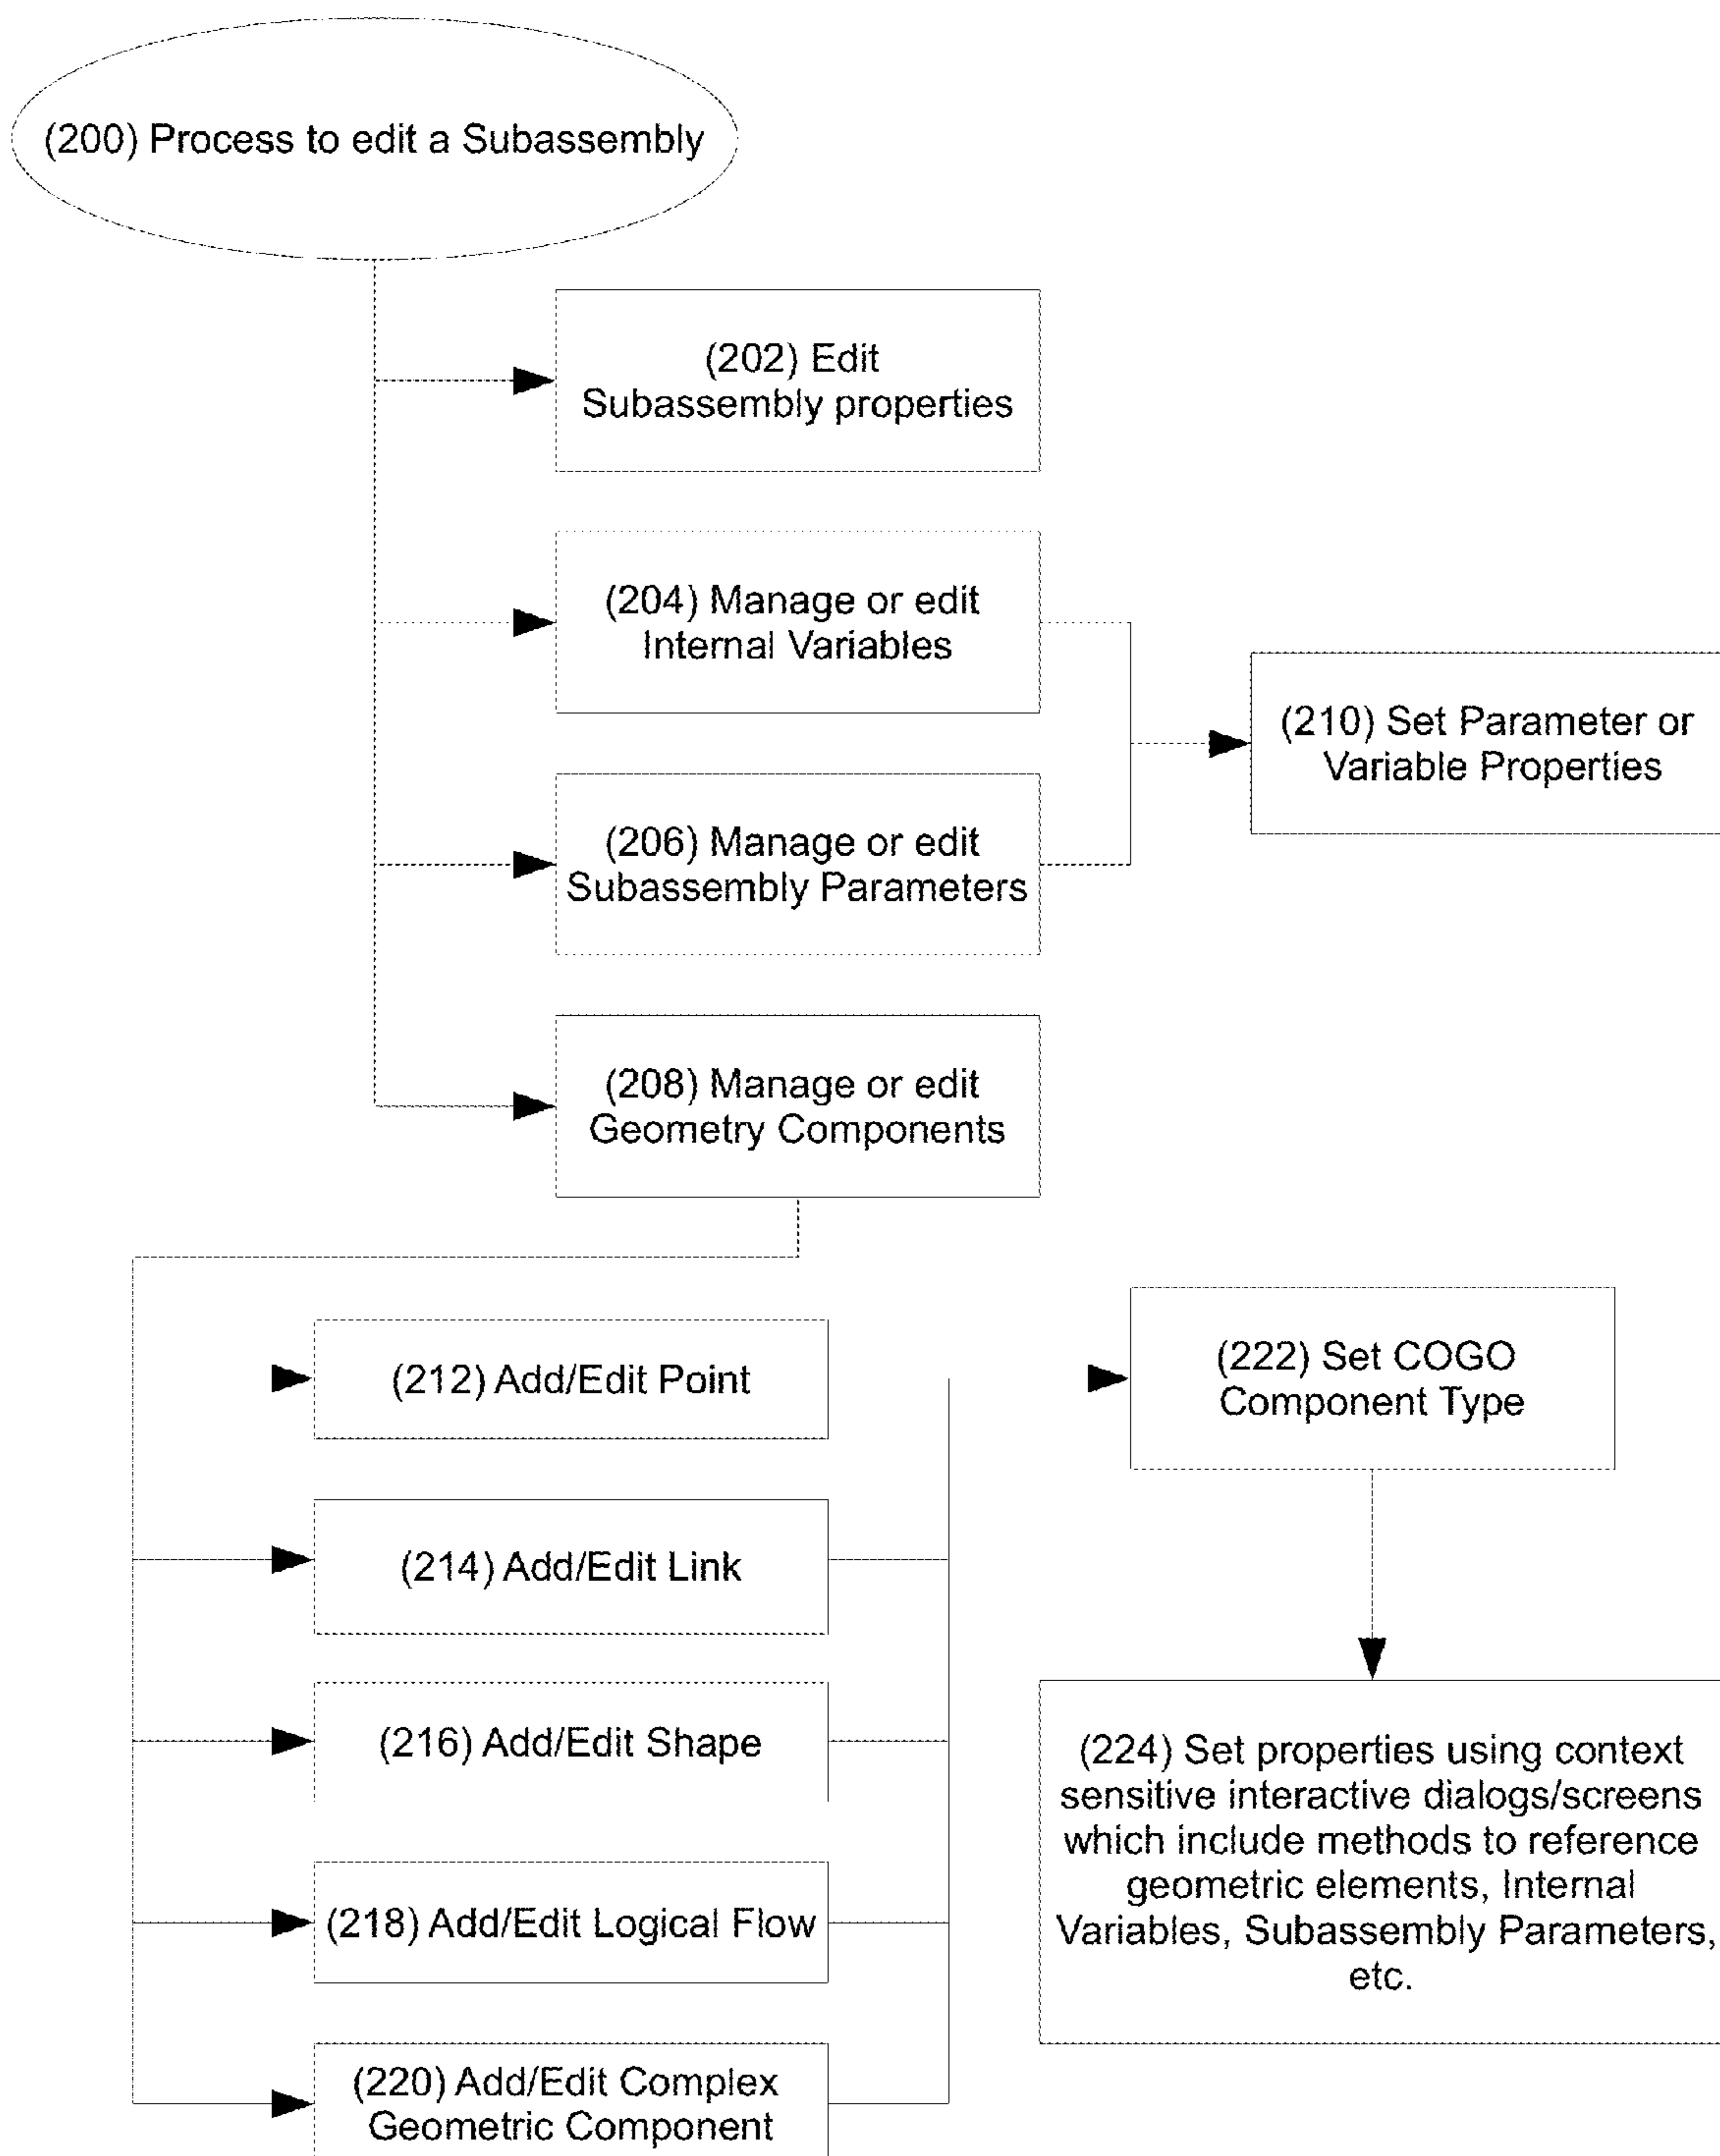 (200) Process to edit a Subassembly
(202) Edit
Subassembly properties
(204) Manage or edit
Internal Variables
(206) Manage or edit
Subassembly Parameters
(210) Set Parameter or
Variable Properties
(208) Manage or edit
Geometry Components
(212) Add/Edit Point
(214) Add/Edit Link
(216) Add/Edit Shape
(218) Add/Edit Logical Flow
(220) Add/Edit Complex
Geometric Component
(222) Set COGO
Component Type
(224) Set properties using context
sensitive interactive dialogs/screens
which include methods to reference
geometric elements, Internal
Variables, Subassembly Parameters,
etc.